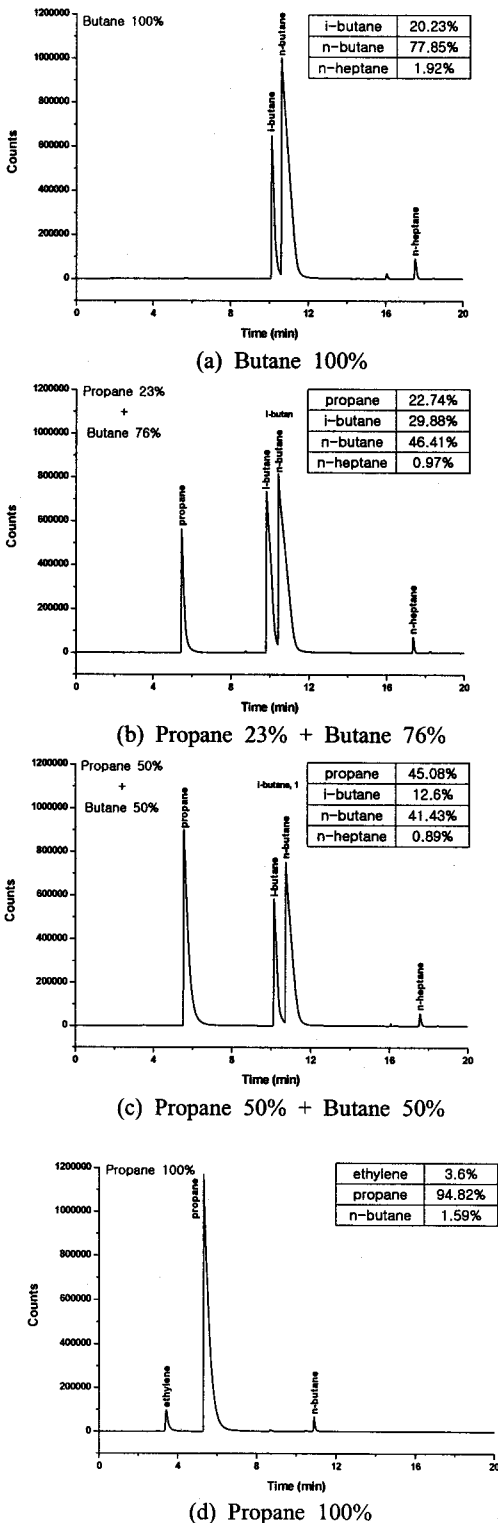 Butane 100%
i-butane 20.23%
n-butane 77.85%
n-heptane 1.92%
1200000
1000000
800000
600000
400000
200000
0
Counts
i-butane
n-butane
n-heptane
0 4 8 12 16 20
Time (min)
(a) Butane 100%
Propane 23%
+
Butane 76%
i-butan
propane 22.74%
i-butane 29.88%
n-butane 46.41%
n-heptane 0.97%
1200000
1000000
800000
600000
400000
200000
0
Counts
propane
i-butane
n-butane
n-heptane
0 4 8 12 16 20
Time (min)
(b) Propane 23% + Butane 76%
Propane 50%
+
Butane 50%
i-butane, 1
propane 45.08%
i-butane 12.6%
n-butane 41.43%
n-heptane 0.89%
1200000
1000000
800000
600000
400000
200000
0
Counts
propane
i-butane
n-butane
n-heptane
0 4 8 12 16 20
Time (min)
(c) Propane 50% + Butane 50%
Propane 100%
ethylene 3.6%
propane 94.82%
n-butane 1.59%
1200000
1000000
800000
600000
400000
200000
0
Counts
ethylene
propane
n-butane
0 4 8 12 16 20
Time (min)
(d) Propane 100%